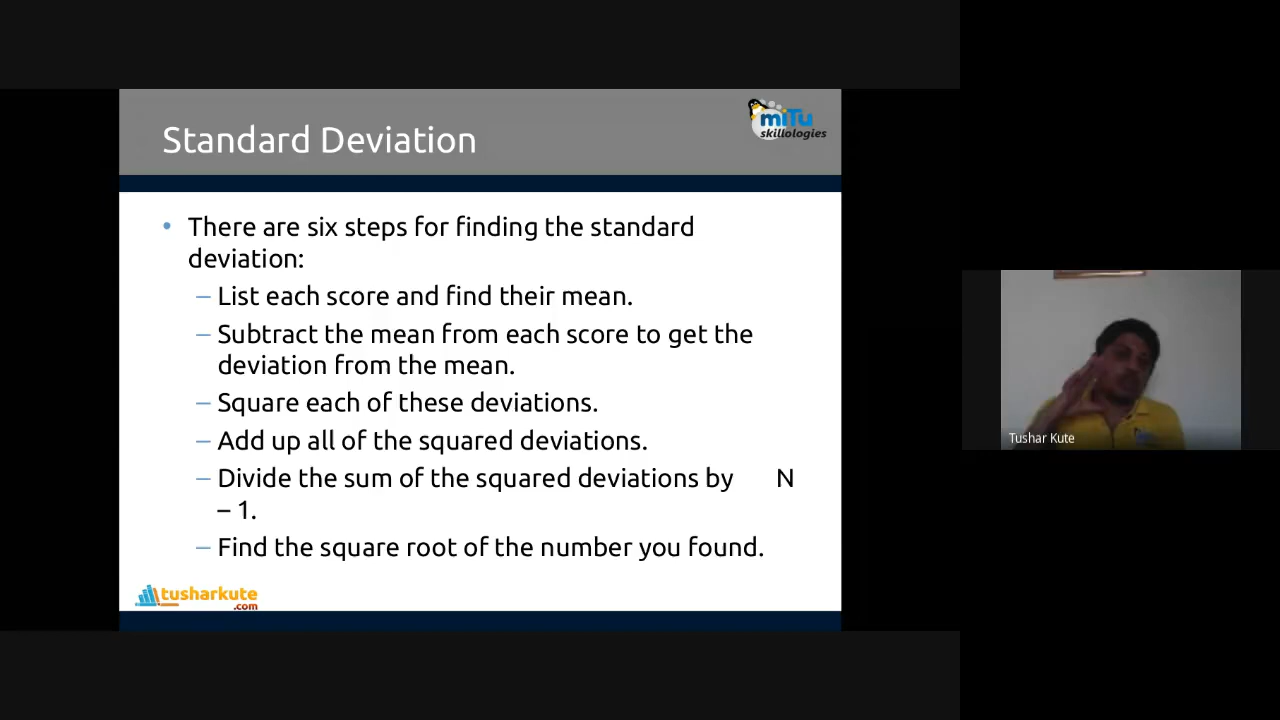 Standard Deviation
miTu
skillologies
• There are six steps for finding the standard
deviation:
– List each score and find their mean.
– Subtract the mean from each score to get the
deviation from the mean.
– Square each of these deviations.
– Add up all of the squared deviations.
– Divide the sum of the squared deviations by N
– 1.
– Find the square root of the number you found.
tusharkute
.com
Tushar Kute